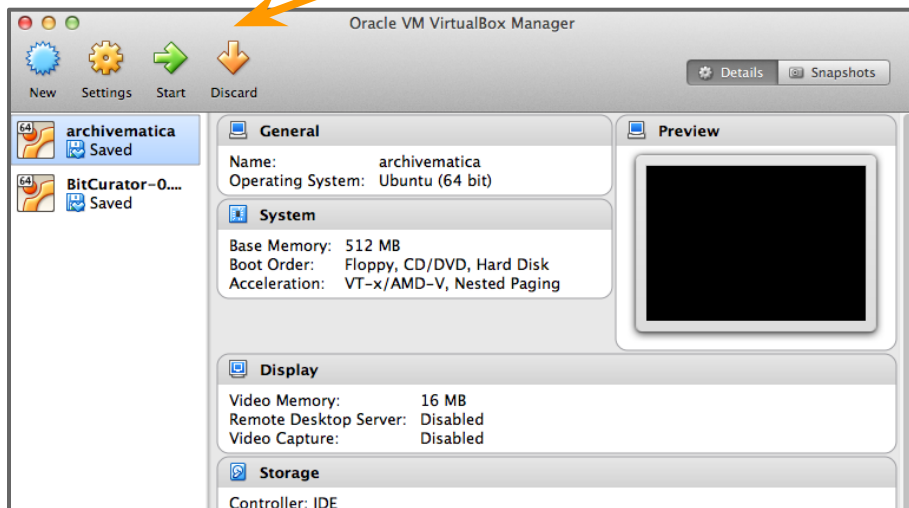 Oracle VM VirtualBox Manager
New Settings Start Discard
Details Snapshots
64 archivematica
Saved
64 BitCurator-0....
Saved
General
Name: archivematica
Operating System: Ubuntu (64 bit)
Preview
System
Base Memory: 512 MB
Boot Order: Floppy, CD/DVD, Hard Disk
Acceleration: VT-x/AMD-V, Nested Paging
Display
Video Memory: 16 MB
Remote Desktop Server: Disabled
Video Capture: Disabled
Storage
Controller: IDE